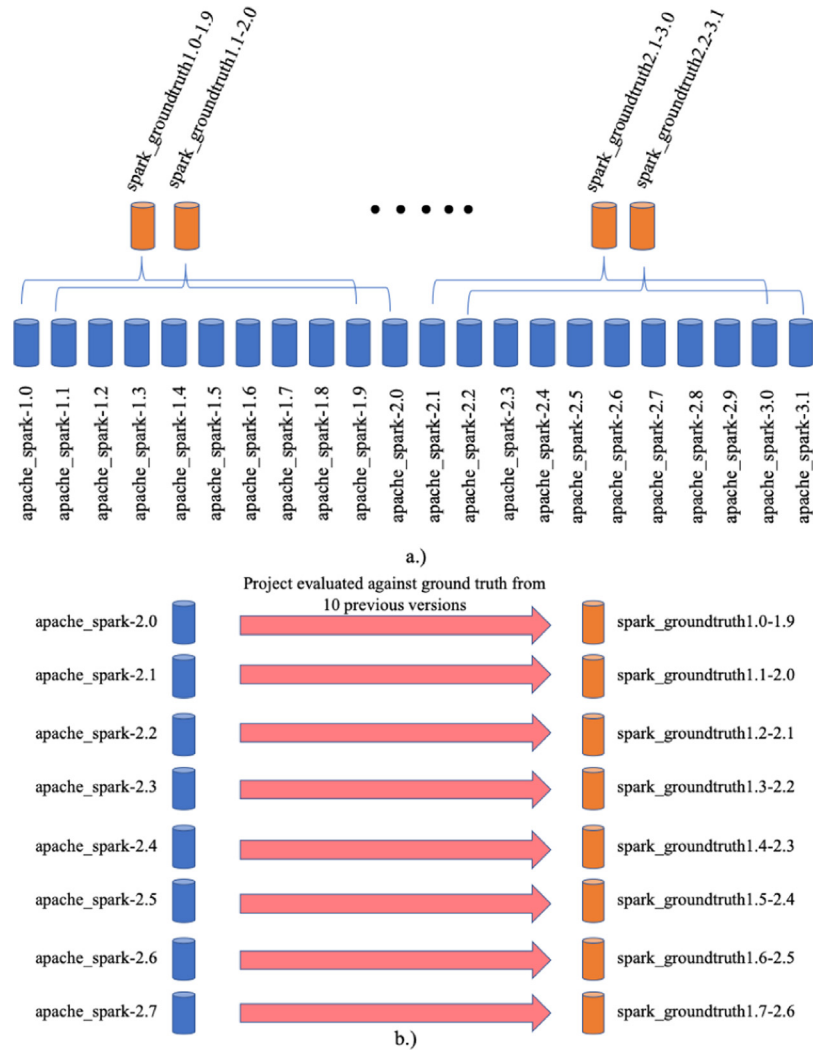 spark_groundtruth1.0-1.9
spark_groundtruth1.1-2.0
spark_groundtruth2.1-3.0
spark_groundtruth2.2-3.1
apache_spark-1.0
apache_spark-1.1
apache_spark-1.2
apache_spark-1.3
apache_spark-1.4
apache_spark-1.5
apache_spark-1.6
apache_spark-1.7
apache_spark-1.8
apache_spark-1.9
apache_spark-2.0
apache_spark-2.1
apache_spark-2.2
apache_spark-2.3
apache_spark-2.4
apache_spark-2.5
apache_spark-2.6
apache_spark-2.7
apache_spark-2.8
apache_spark-2.9
apache_spark-3.0
apache_spark-3.1
a.)
Project evaluated against ground truth from
10 previous versions
apache_spark-2.0
spark_groundtruth1.0-1.9
apache_spark-2.1
spark_groundtruth1.1-2.0
apache_spark-2.2
spark_groundtruth1.2-2.1
apache_spark-2.3
spark_groundtruth1.3-2.2
apache_spark-2.4
spark_groundtruth1.4-2.3
apache_spark-2.5
spark_groundtruth1.5-2.4
apache_spark-2.6
spark_groundtruth1.6-2.5
apache_spark-2.7
spark_groundtruth1.7-2.6
b.)